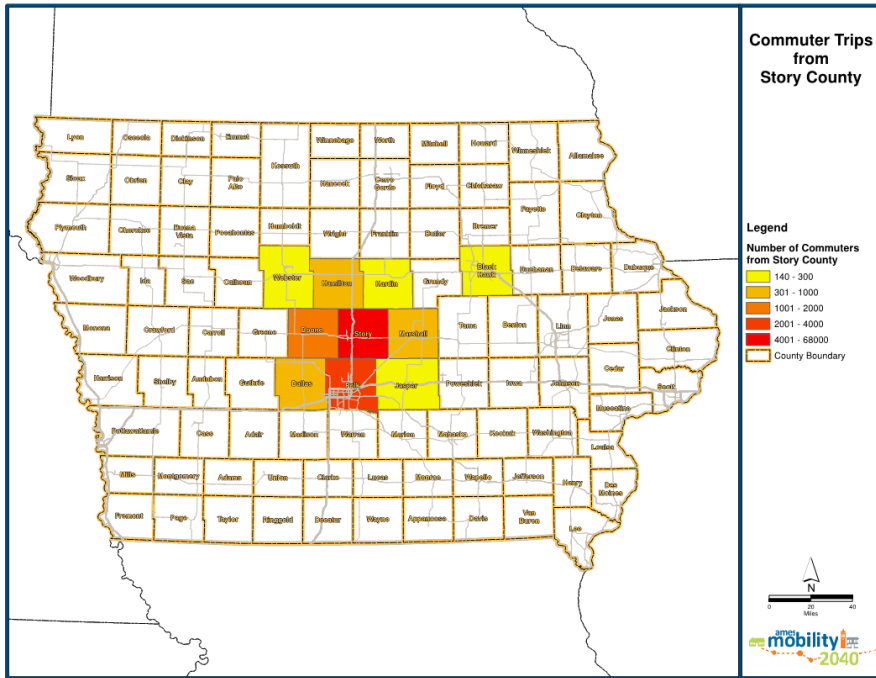 Commuter Trips
from
Story County
Lyon
Osceola
Dickinson
Emmet
Kossuth
Winnebago
Worth
Mitchell
Howard
Winneshiek
Allamakee
Sioux
Obrien
Clay
Palo
Alto
Hancock
Cerro
Gordo
Floyd
Chickasaw
Fayette
Clayton
Plymouth
Cherokee
Buena
Vista
Pocahontas
Humboldt
Wright
Franklin
Butler
Bremer
Woodbury
Ida
Sac
Calhoun
Webster
Hamilton
Hardin
Grundy
Black
Hawk
Buchanan
Delaware
Dubuque
Monona
Crawford
Carroll
Greene
Boone
Story
Marshall
Tama
Benton
Linn
Jones
Jackson
Clinton
Cedar
Harrison
Shelby
Audubon
Guthrie
Dallas
Polk
Jasper
Poweshiek
Iowa
Johnson
Scott
Muscatine
Pottawattamie
Cass
Adair
Madison
Warren
Marion
Mahaska
Keokuk
Washington
Louisa
Mills
Montgomery
Adams
Union
Clarke
Lucas
Monroe
Wapello
Jefferson
Henry
Des
Moines
Fremont
Page
Taylor
Ringgold
Decatur
Wayne
Appanoose
Davis
Van
Buren
Lee
Legend
Number of Commuters
from Story County
140 - 300
301 - 1000
1001 - 2000
2001 - 4000
4001 - 68000
County Boundary
N
0 20 40
Miles
ames
mobility
2040